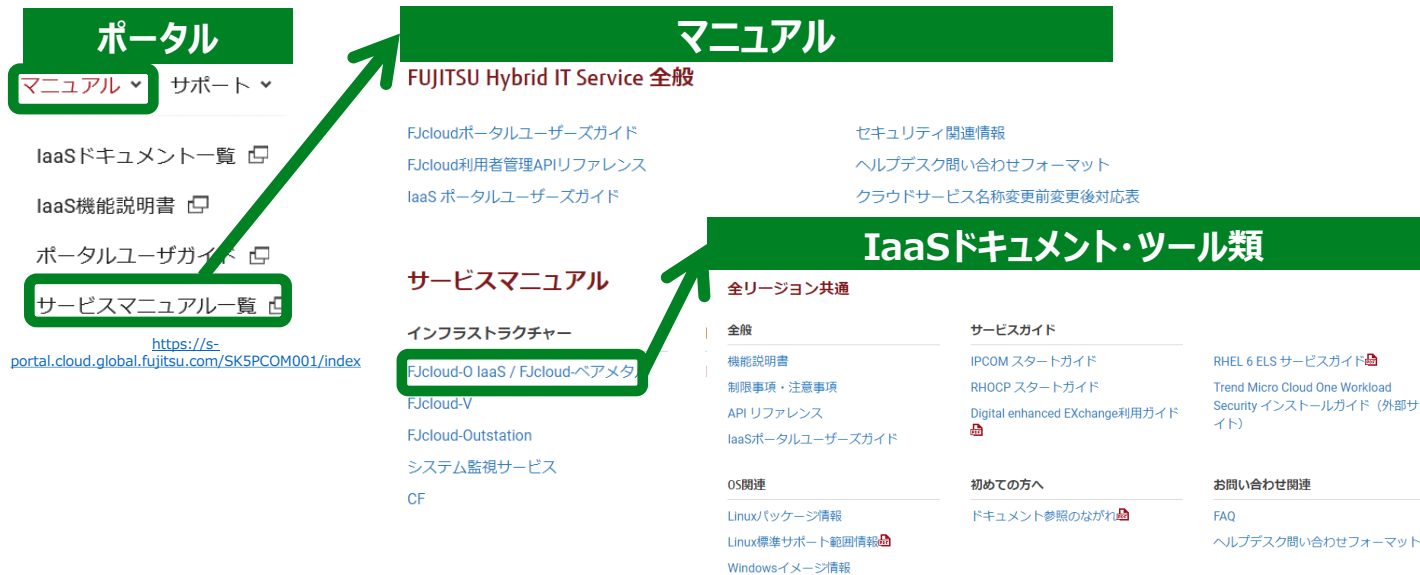 ポータル
マニュアル
サポート
IaaSドキュメント一覧
IaaS機能説明書
ポータルユーザガイド
サービスマニュアル一覧
https://s-
portal.cloud.global.fujitsu.com/SK5PCOM001/index
マニュアル
FUJITSU Hybrid IT Service 全般
FJcloudポータルユーザーズガイド
FJcloud利用者管理APIリファレンス
IaaS ポータルユーザーズガイド
セキュリティ関連情報
ヘルプデスク問い合わせフォーマット
クラウドサービス名称変更前変更後対応表
サービスマニュアル
インフラストラクチャー
FJcloud-O IaaS / FJcloud-ベアメタル
FJcloud-V
FJcloud-Outstation
システム監視サービス
CF
IaaSドキュメント・ツール類
全リージョン共通
全般
機能説明書
制限事項・注意事項
API リファレンス
IaaSポータルユーザーズガイド
サービスガイド
IPCOM スタートガイド
RHOCP スタートガイド
Digital enhanced EXchange利用ガイド
RHEL 6 ELS サービスガイド
Trend Micro Cloud One Workload
Security インストールガイド（外部サ
イト）
OS関連
Linuxパッケージ情報
Linux標準サポート範囲情報
Windowsイメージ情報
初めての方へ
ドキュメント参照のながれ
お問い合わせ関連
FAQ
ヘルプデスク問い合わせフォーマット